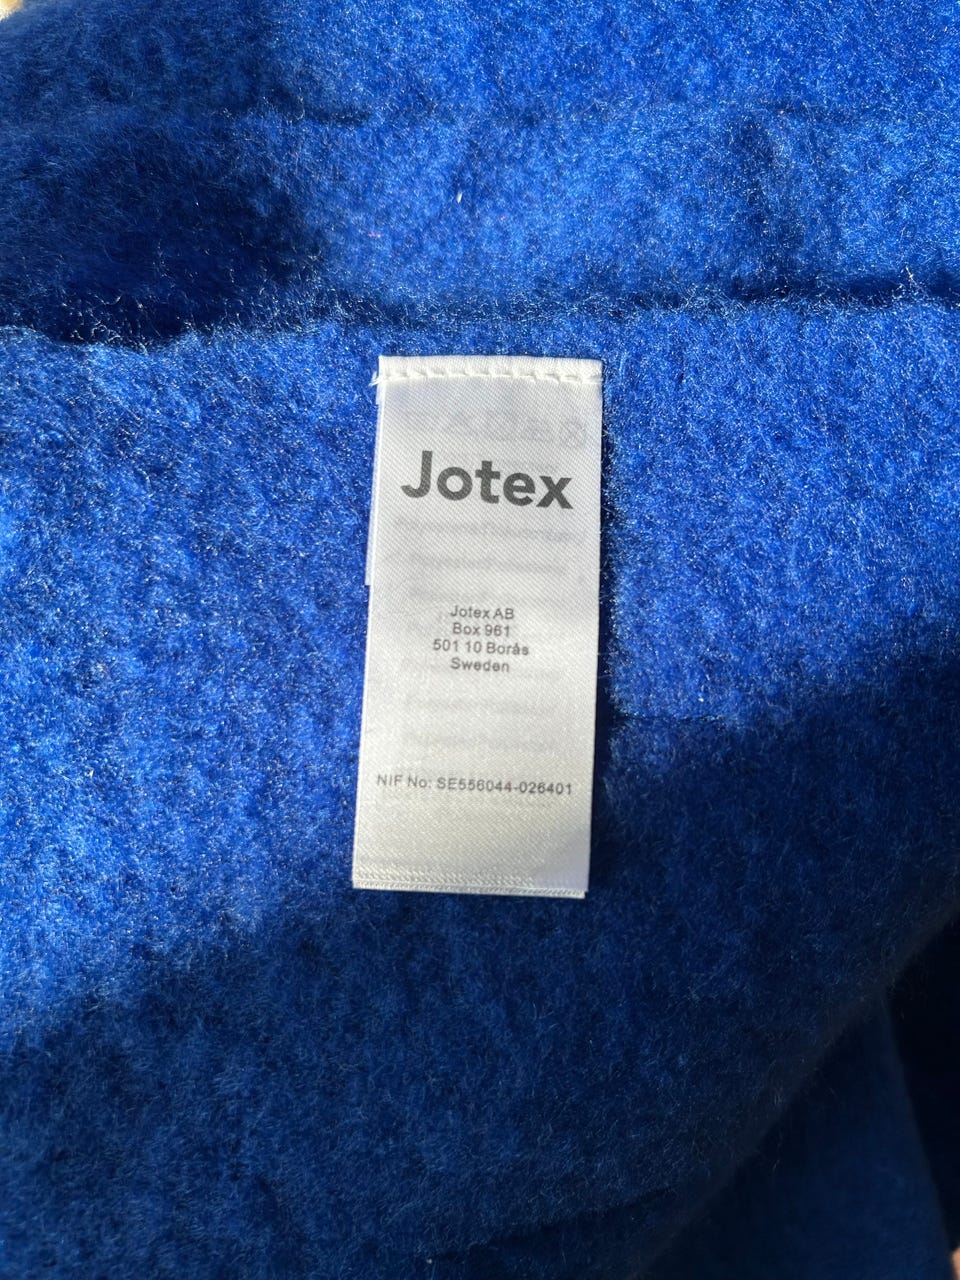 Jotex
Jotex AB
Box 961
501 10 Borås
Sweden
NIF No: SE556044-026401